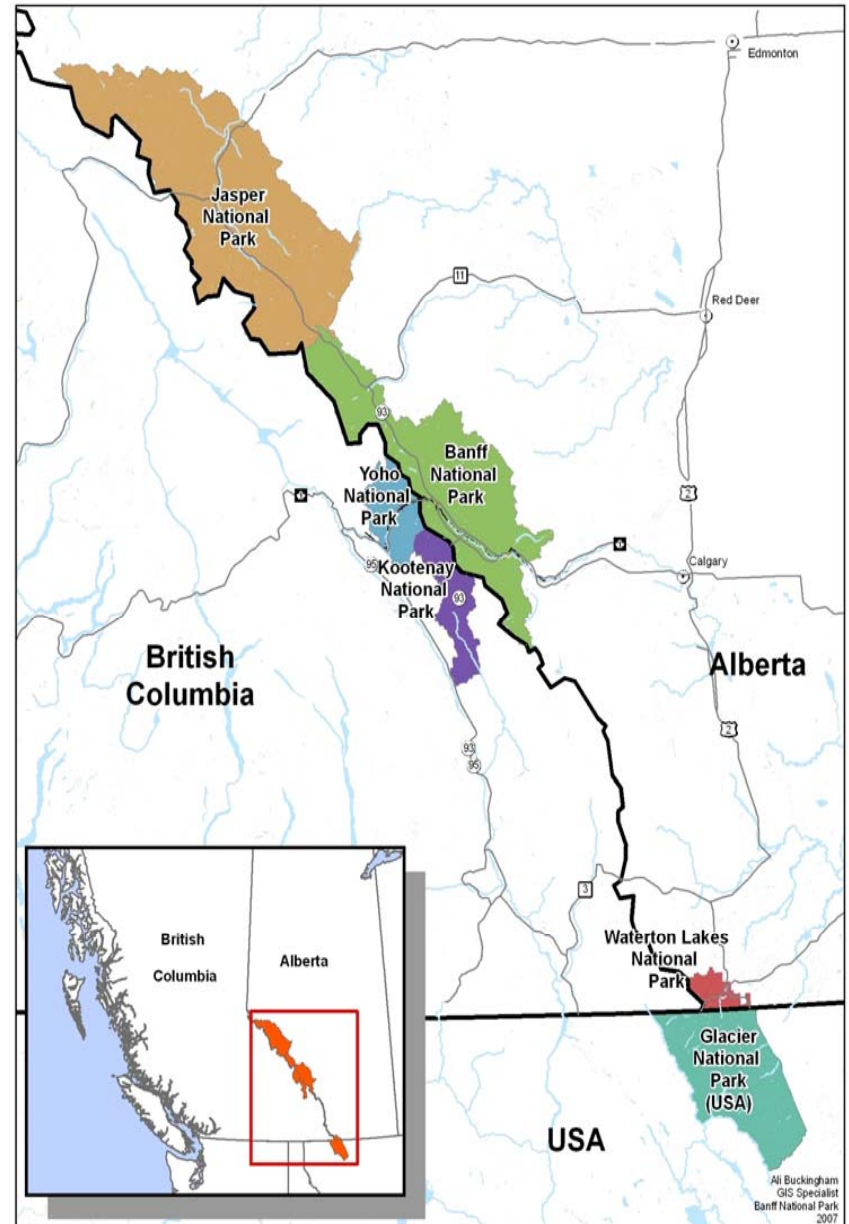 Edmonton
Jasper
National
Park
11
Red Deer
93
Banff
National
Park
Yoho
National
Park
2
1
1
95
Calgary
Kootenay
National
Park
93
British
Columbia
Alberta
2
93
95
3
Waterton Lakes
National
Park
Glacier
National
Park
(USA)
USA
British
Columbia
Alberta
Ali Buckingham
GIS Specialist
Banff National Park
2007